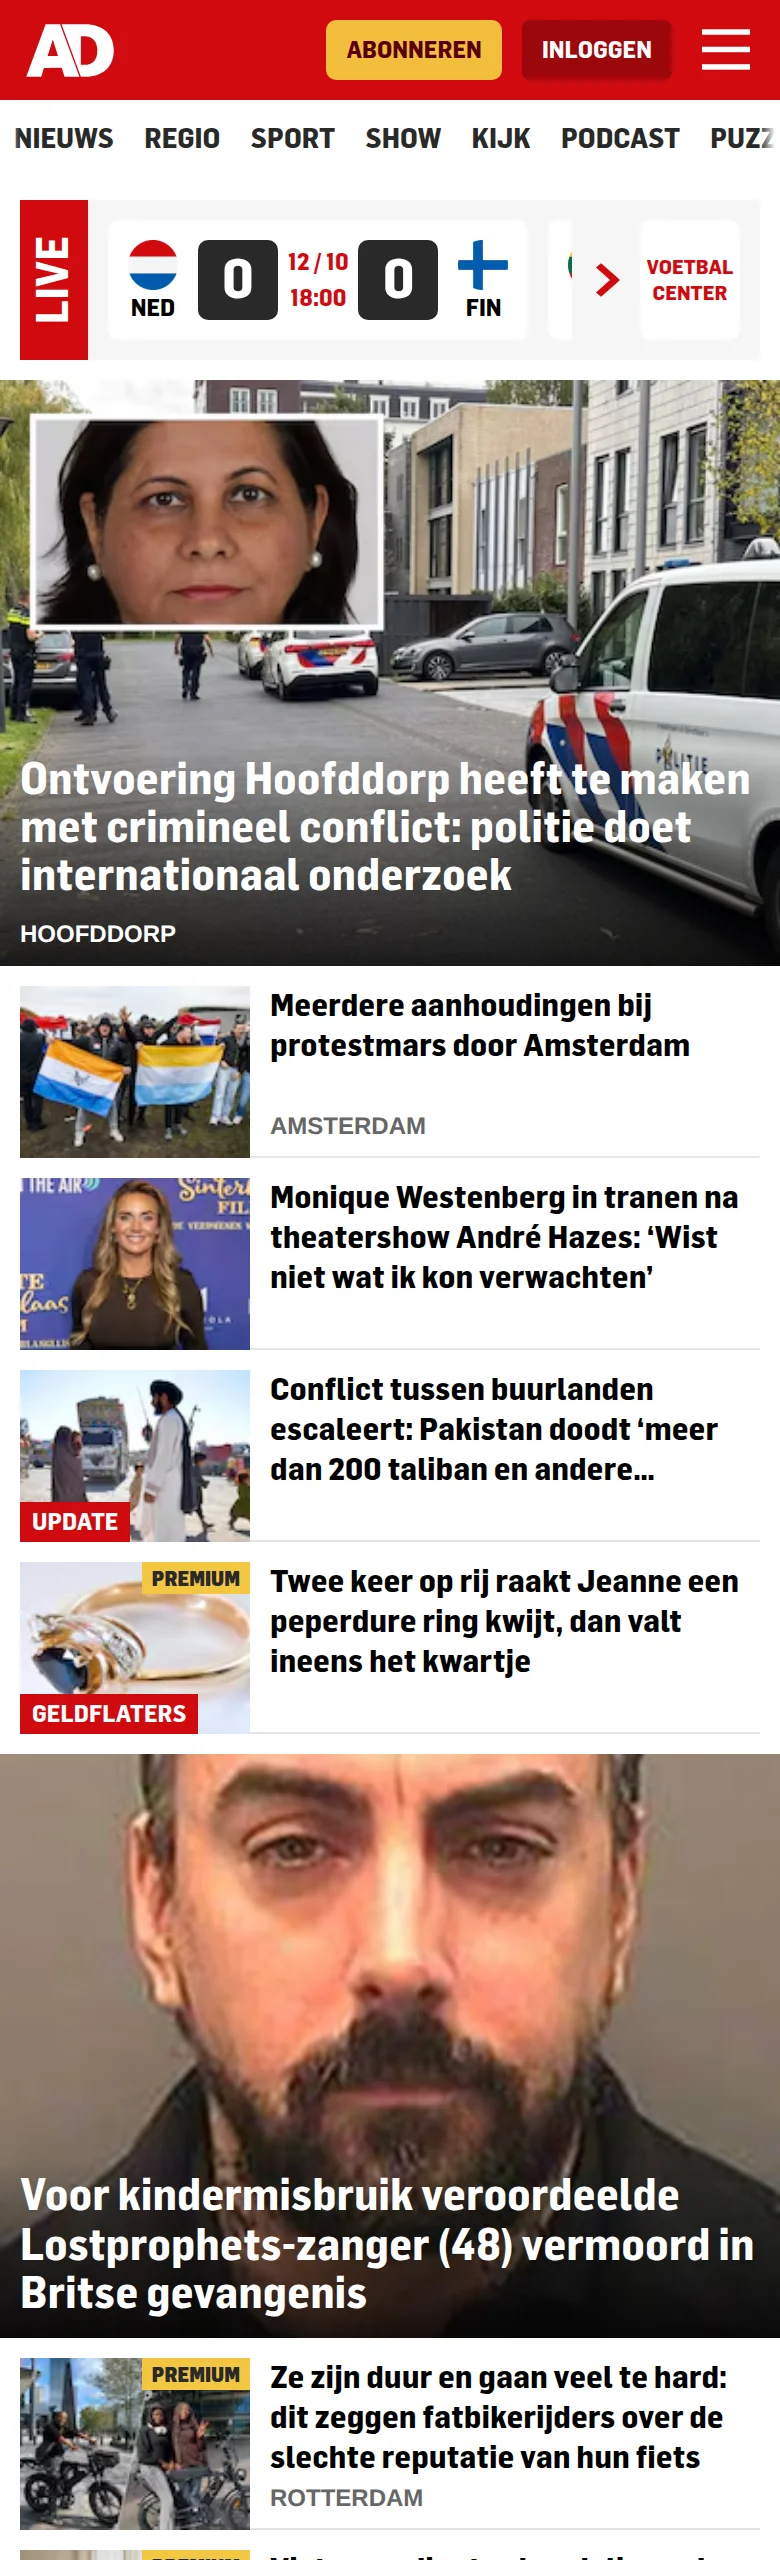 AD
ABONNEREN
INLOGGEN
NIEUWS REGIO SPORT SHOW KIJK PODCAST PUZZ
LIVE
NED
0
12 / 10
18:00
0
FIN
VOETBAL
CENTER
POLITIE
Ontvoering Hoofddorp heeft te maken
met crimineel conflict: politie doet
internationaal onderzoek
HOOFDDORP
Meerdere aanhoudingen bij
protestmars door Amsterdam
AMSTERDAM
THE AIR
Monique Westenberg in tranen na
theatershow André Hazes: ‘Wist
niet wat ik kon verwachten’
Conflict tussen buurlanden
escaleert: Pakistan doodt ‘meer
dan 200 taliban en andere...
UPDATE
PREMIUM
GELDFLATERS
Twee keer op rij raakt Jeanne een
peperdure ring kwijt, dan valt
ineens het kwartje
Voor kindermisbruik veroordeelde
Lostprophets-zanger (48) vermoord in
Britse gevangenis
PREMIUM
Ze zijn duur en gaan veel te hard:
dit zeggen fatbikerijders over de
slechte reputatie van hun fiets
ROTTERDAM